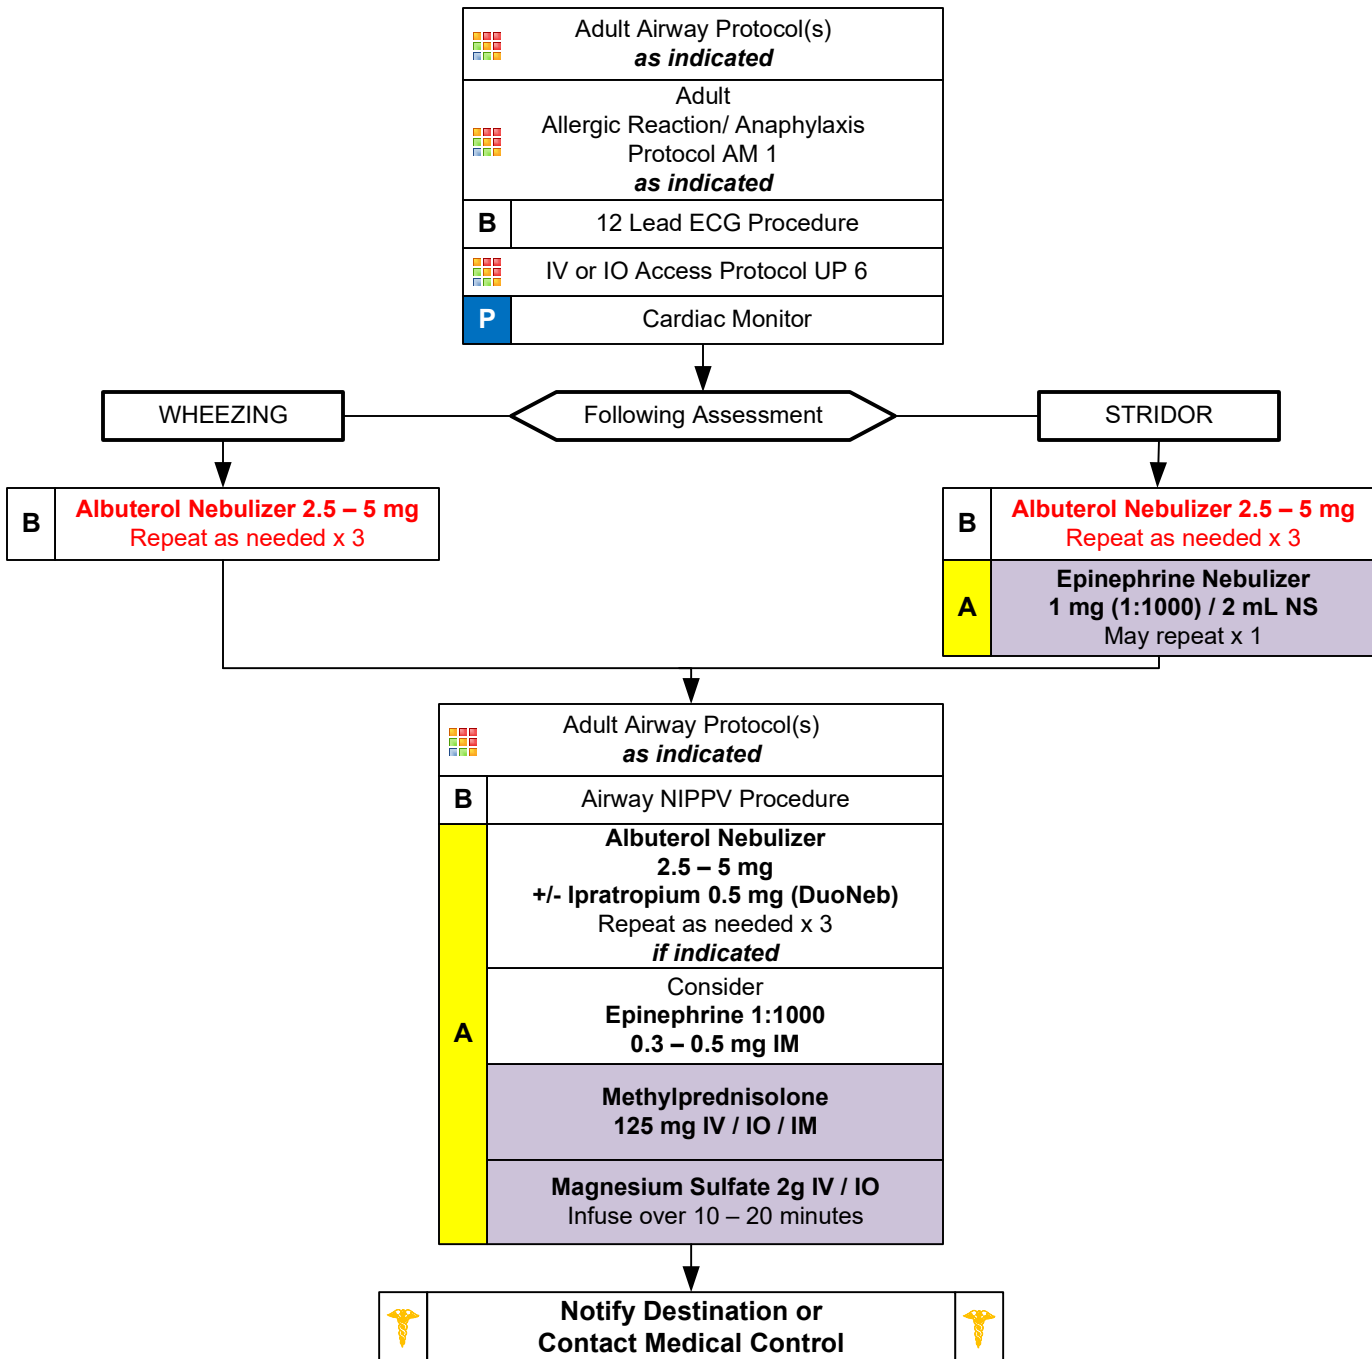 Adult Airway Protocol(s)
as indicated
Adult
Allergic Reaction/ Anaphylaxis
Protocol AM 1
as indicated
B
12 Lead ECG Procedure
IV or IO Access Protocol UP 6
P
Cardiac Monitor
WHEEZING
Following Assessment
STRIDOR
B
Albuterol Nebulizer 2.5 – 5 mg
Repeat as needed x 3
B
Albuterol Nebulizer 2.5 – 5 mg
Repeat as needed x 3
A
Epinephrine Nebulizer
1 mg (1:1000) / 2 mL NS
May repeat x 1
Adult Airway Protocol(s)
as indicated
B
Airway NIPPV Procedure
A
Albuterol Nebulizer
2.5 – 5 mg
+/- Ipratropium 0.5 mg (DuoNeb)
Repeat as needed x 3
if indicated
Consider
Epinephrine 1:1000
0.3 – 0.5 mg IM
Methylprednisolone
125 mg IV / IO / IM
Magnesium Sulfate 2g IV / IO
Infuse over 10 – 20 minutes
Notify Destination or
Contact Medical Control